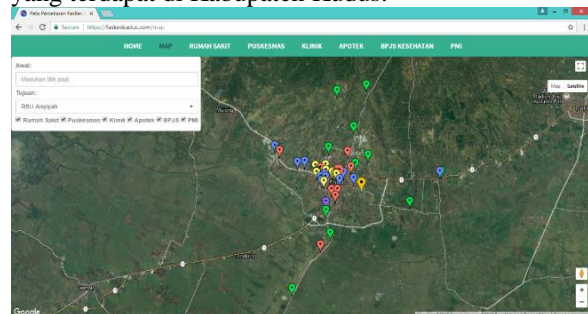 yang terdapat di Kabupaten Kudus.
Peta Persebaran Faskes
Secure | https://faskeskudus.com/map
HOME MAP RUMAH SAKIT PUSKESMAS KLINIK APOTEK BPJS KESEHATAN PMI
Awal:
Masukan titik awal
Tujuan:
RSU Aisyiyah
Rumah Sakit Puskesmas Klinik Apotek BPJS PMI
Map Satellite
Google